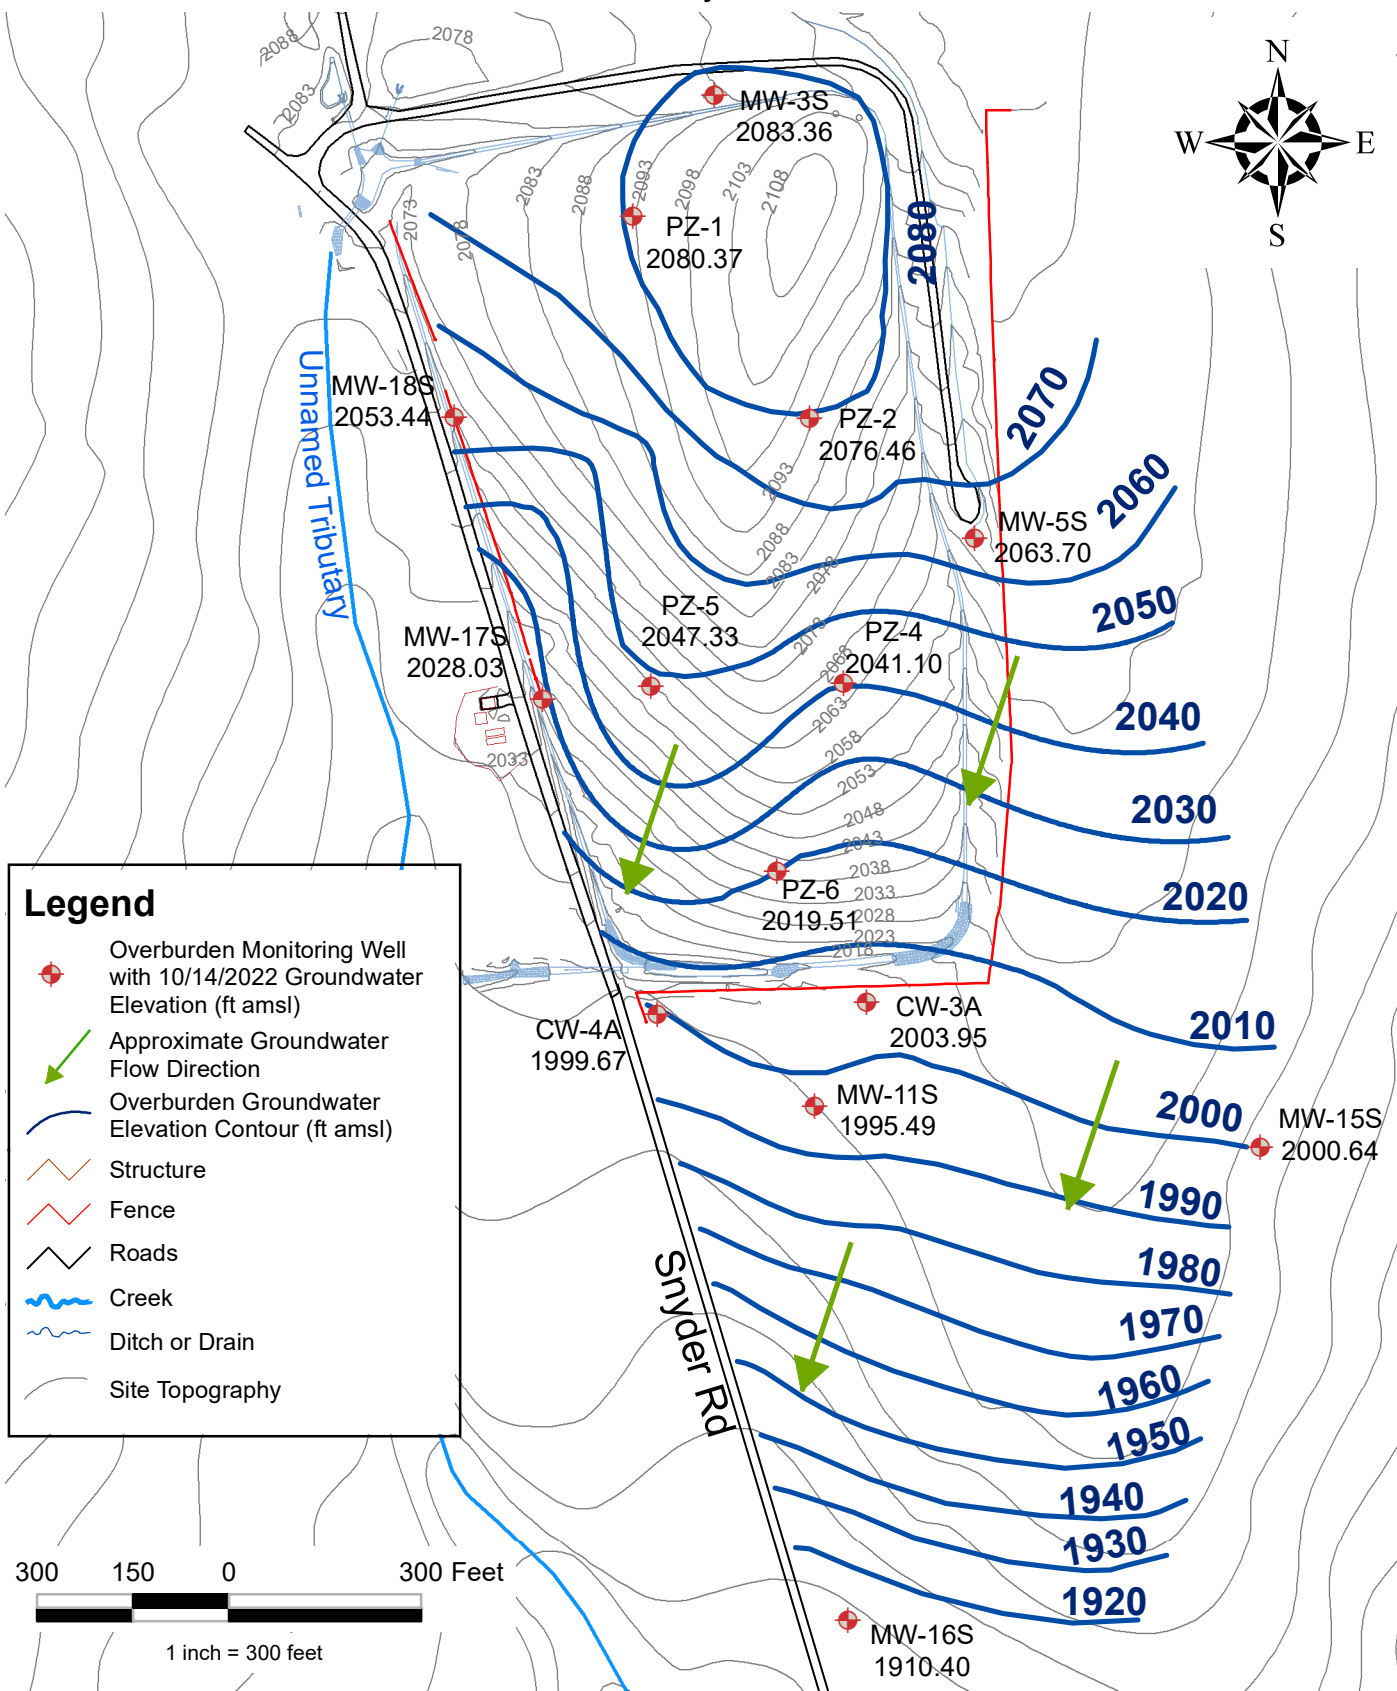 2088
2078
2083
N
W
E
S
MW-3S
2083.36
2083
2088
2093
2098
2103
2108
2073
2078
PZ-1
2080.37
2080
Unnamed Tributary
MW-18S
2053.44
PZ-2
2076.46
2070
2060
2093
MW-5S
2063.70
2088
2083
2078
PZ-5
2047.33
2050
MW-17S
2028.03
2073
PZ-4
2041.10
2068
2063
2040
2033
2058
2053
2030
2048
2043
2038
PZ-6
2019.51
2033
2028
2023
2018
2020
CW-4A
1999.67
CW-3A
2003.95
2010
MW-11S
1995.49
2000
MW-15S
2000.64
1990
Snyder Rd
1980
1970
1960
1950
1940
1930
1920
MW-16S
1910.40
Legend
Overburden Monitoring Well
with 10/14/2022 Groundwater
Elevation (ft amsl)
Approximate Groundwater
Flow Direction
Overburden Groundwater
Elevation Contour (ft amsl)
Structure
Fence
Roads
Creek
Ditch or Drain
Site Topography
300 150 0 300 Feet
1 inch = 300 feet